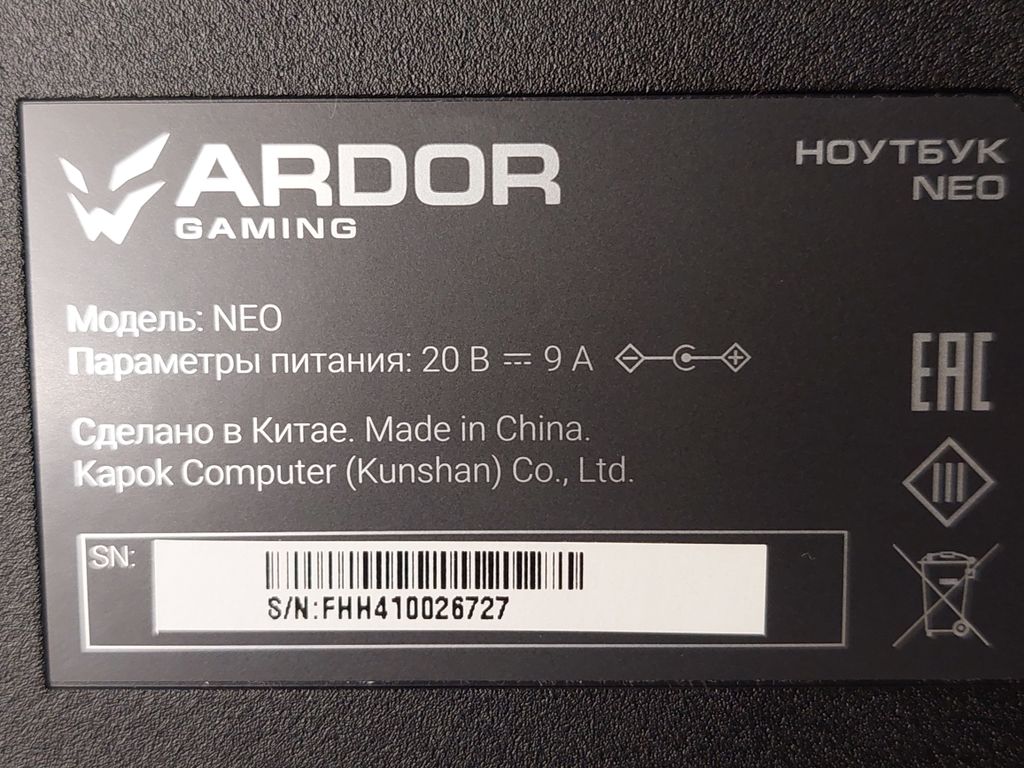 ARDOR
GAMING
НОУТБУК
NEO
Модель: NEO
Параметры питания: 20 В ⎓ 9 А
Сделано в Китае. Made in China.
Kapok Computer (Kunshan) Co., Ltd.
EAC
SN:
S/N:FHH410026727